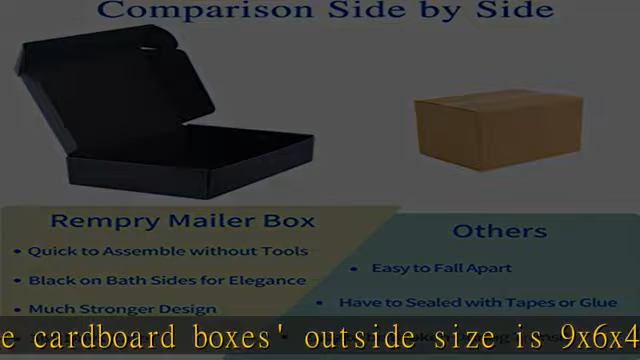 Comparison Side by Side
Rempry Mailer Box
• Quick to Assemble without Tools
• Black on Bath Sides for Elegance
• Much Stronger Design
Others
• Easy to Fall Apart
• Have to Sealed with Tapes or Glue
e cardboard boxes' outside size is 9x6x4